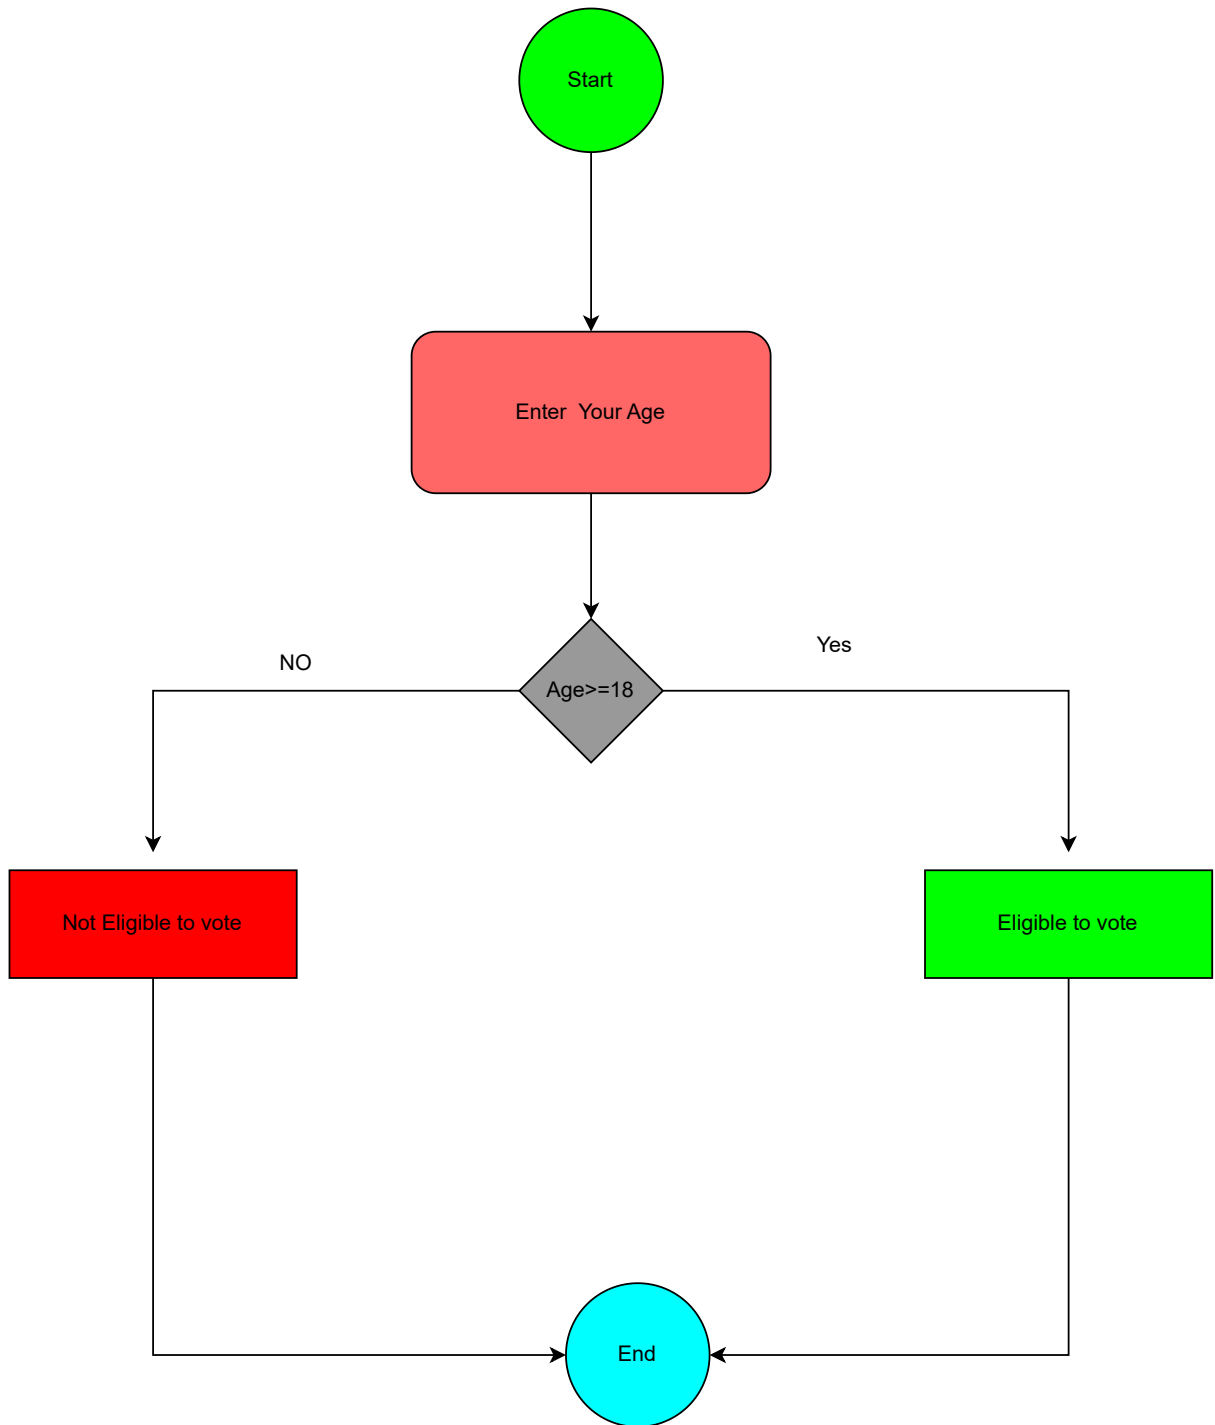 Start
Enter  Your Age
NO
Yes
Age>=18
Not Eligible to vote
Eligible to vote
End